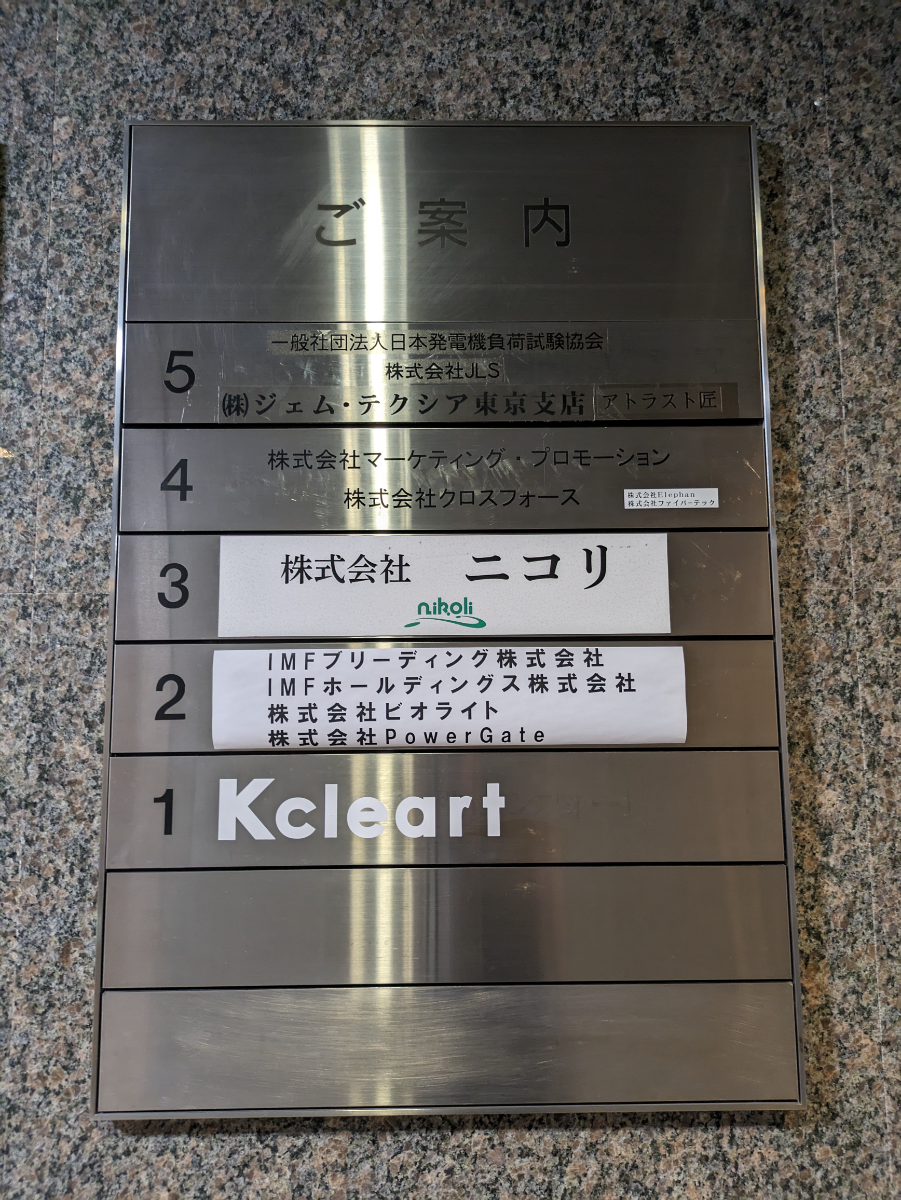 ご案内
5
一般社団法人日本発電機負荷試験協会
株式会社JLS
㈱ジェム・テクシア東京支店 アトラスト匠
4
株式会社マーケティング・プロモーション
株式会社クロスフォース
株式会社Elephan
株式会社ファイバーテック
3
株式会社 ニコリ
nikoli
2
IMFブリーディング株式会社
IMFホールディングス株式会社
株式会社ビオライト
株式会社PowerGate
1
Kcleart